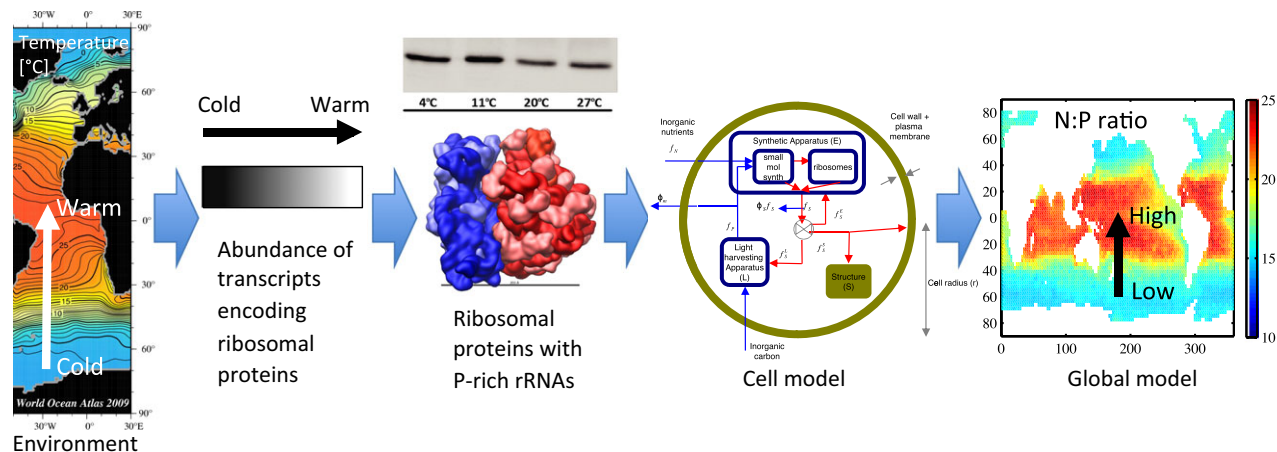 30°W 0° 30°E
90°
Temperature
[°C]
60°
30°
0°
30°
60°
90°
Warm
Cold
World Ocean Atlas 2009
30°W 0° 30°E
Environment
Cold Warm
Abundance of
transcripts
encoding
ribosomal
proteins
4°C 11°C 20°C 27°C
Ribosomal
proteins with
P-rich rRNAs
Inorganic
nutrients
Synthetic Apparatus (E)
small
mol
synth
ribosomes
Cell wall +
plasma
membrane
Light
harvesting
Apparatus
(L)
Structure
(S)
Cell radius (r)
Inorganic
carbon
Cell model
N:P ratio
High
Low
80
60
40
20
0
20
40
60
80
0 100 200 300
25
20
15
10
Global model